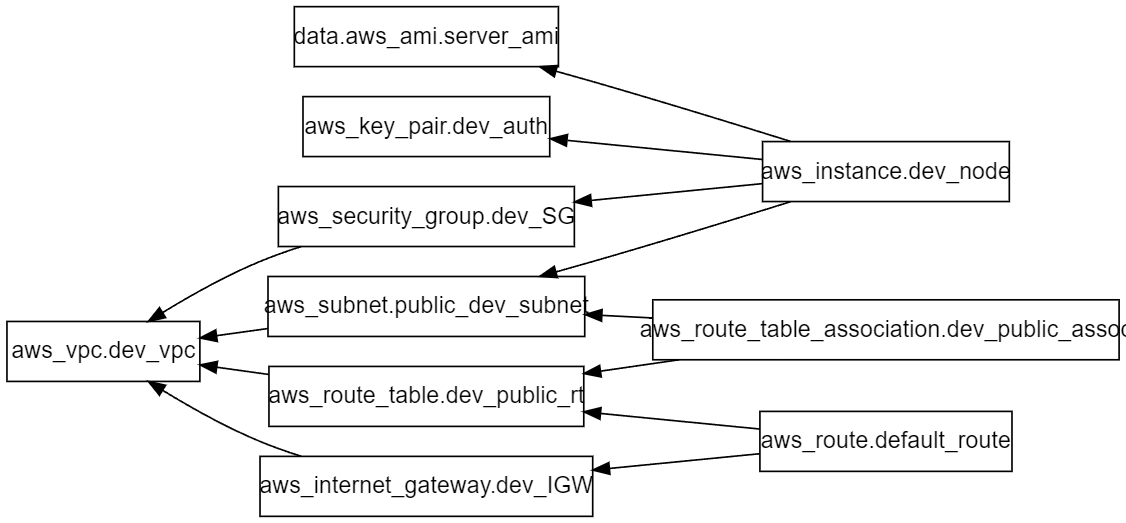 data.aws_ami.server_ami
aws_key_pair.dev_auth
aws_instance.dev_node
aws_security_group.dev_SG
aws_subnet.public_dev_subnet
aws_route_table_association.dev_public_assoc
aws_vpc.dev_vpc
aws_route_table.dev_public_rt
aws_route.default_route
aws_internet_gateway.dev_IGW